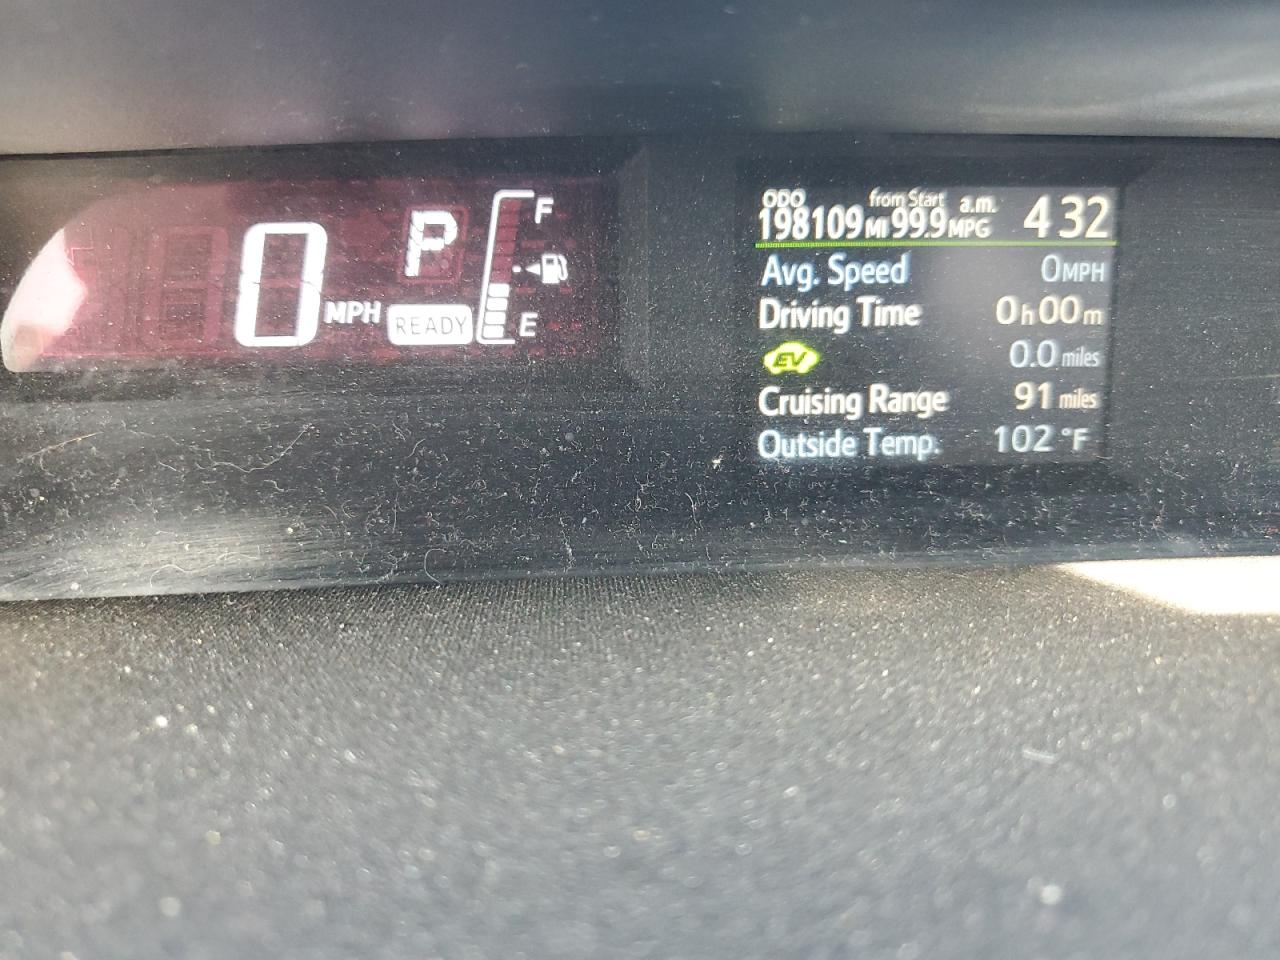 0 MPH
P
READY
F
E
ODO from Start a.m.
198109 MI 99.9 MPG 4 32
Avg. Speed 0 MPH
Driving Time 0 h 00 m
EV 0.0 miles
Cruising Range 91 miles
Outside Temp. 102 °F